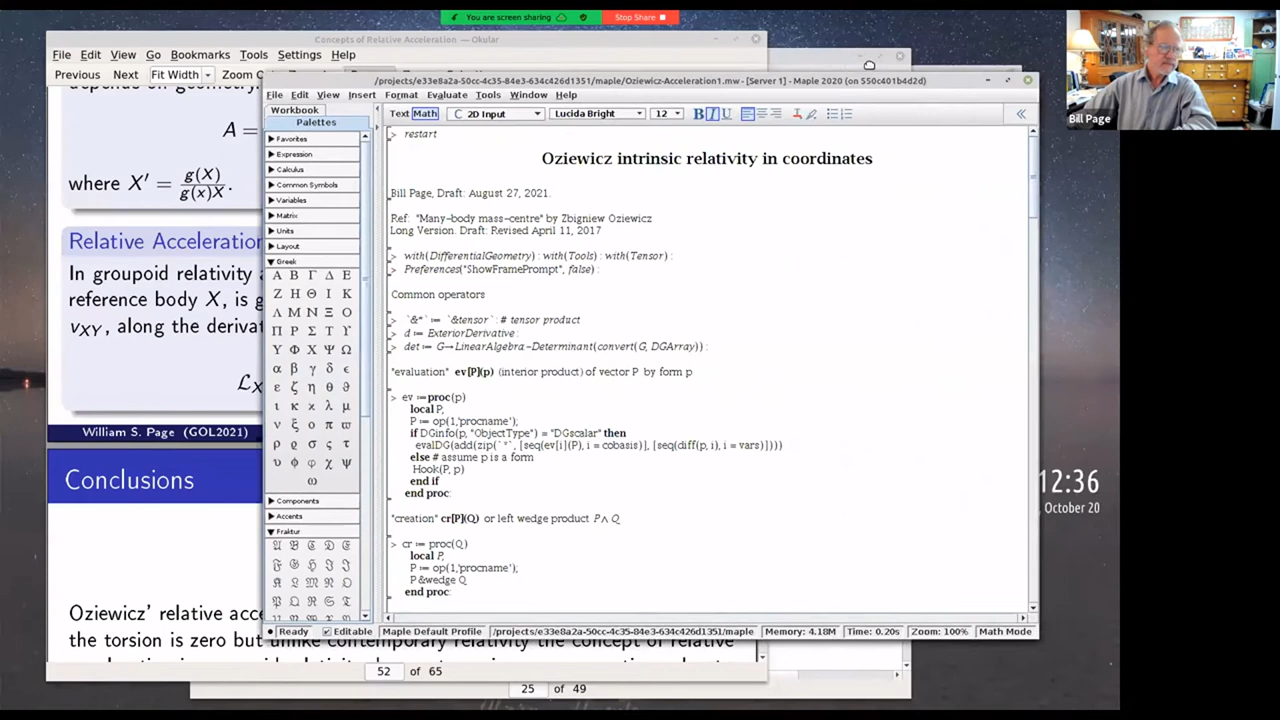 You are screen sharing
Stop Share
Bill Page
Concepts of Relative Acceleration — Okular
File Edit View Go Bookmarks Tools Settings Help
Previous Next Fit Width Zoom
depends on geometry.
A =
where X′ = g(X) / g(x)X.
Relative Acceleration
In groupoid relativity a
reference body X, is g
v_XY, along the deriva
ℒ_X
William S. Page (GOL2021)
Conclusions
Oziewicz' relative acce
the torsion is zero but unlike contemporary relativity the concept of relative
52 of 65
25 of 49
/projects/e33e8a2a-50cc-4c35-84e3-634c426d1351/maple/Oziewicz-Acceleration1.mw - [Server 1] - Maple 2020 (on 550c401b4d2d)
File Edit View Insert Format Evaluate Tools Window Help
Workbook
Palettes
Favorites
Expression
Calculus
Common Symbols
Variables
Matrix
Units
Layout
Greek
Α Β Γ Δ Ε
Ζ Η Θ Ι Κ
Λ Μ Ν Ξ Ο
Π Ρ Σ Τ Υ
Υ Φ Χ Ψ Ω
α β γ δ ϵ
ε ζ η θ ϑ
ι κ ϰ λ μ
ν ξ ο π ϖ
ρ ϱ σ ς τ
υ ϕ φ χ ψ
ω
Components
Accents
Fraktur
Text Math C 2D Input Lucida Bright 12 B I U
> restart
Oziewicz intrinsic relativity in coordinates
Bill Page, Draft: August 27, 2021.
Ref: "Many-body mass-centre" by Zbigniew Oziewicz
Long Version. Draft: Revised April 11, 2017
> with(DifferentialGeometry) : with(Tools) : with(Tensor) :
> Preferences("ShowFramePrompt", false) :
Common operators
> `&*` := `&tensor` : # tensor product
> d := ExteriorDerivative :
> det := G→LinearAlgebra-Determinant(convert(G, DGArray)) :
"evaluation" ev[P](p) (interior product) of vector P by form p
> ev := proc(p)
local P;
P := op(1,'procname');
if DGinfo(p, "ObjectType") = "DGscalar" then
evalDG(add(zip(`*`, [seq(ev[i](P), i = cobasis)], [seq(diff(p, i), i = vars)])))
else # assume p is a form
Hook(P, p)
end if
end proc:
"creation" cr[P](Q) or left wedge product P∧ Q
> cr := proc(Q)
local P;
P := op(1,'procname');
P &wedge Q
end proc:
Ready Editable Maple Default Profile /projects/e33e8a2a-50cc-4c35-84e3-634c426d1351/maple Memory: 4.18M Time: 0.20s Zoom: 100% Math Mode
12:36
, October 20